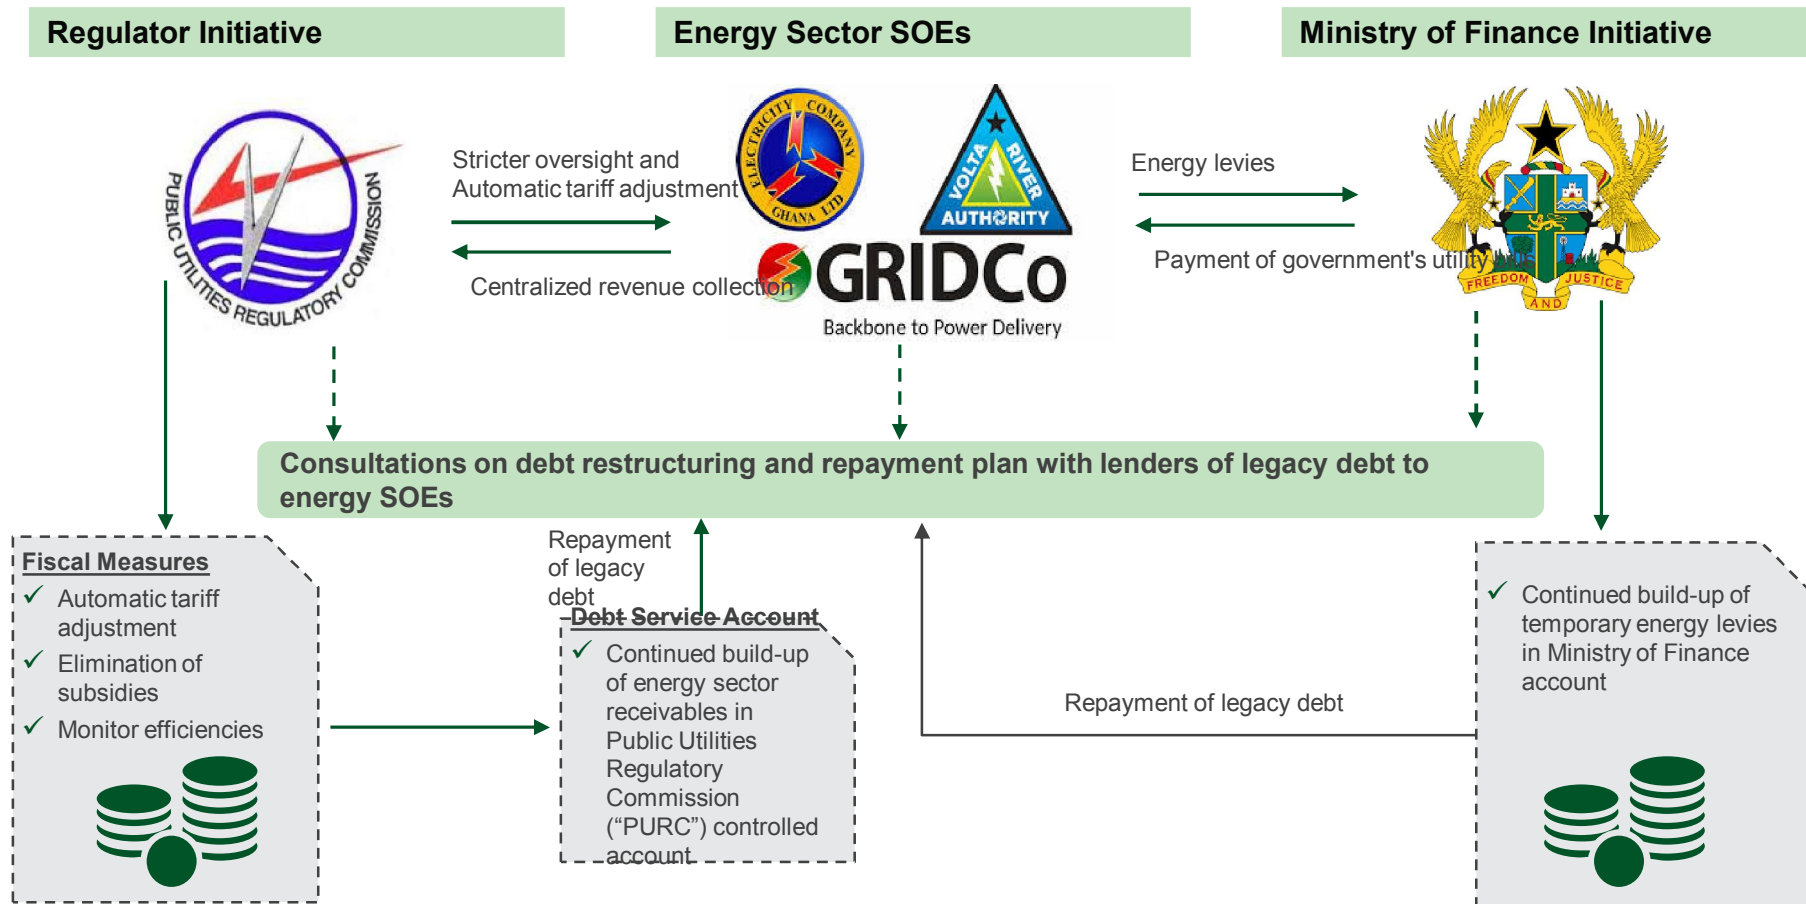 Regulator Initiative
Energy Sector SOEs
Ministry of Finance Initiative
PUBLIC UTILITIES REGULATORY COMMISSION
Stricter oversight and
Automatic tariff adjustment
Centralized revenue collection
ELECTRICITY COMPANY
GHANA LTD
VOLTA RIVER
AUTHORITY
GRIDCo
Backbone to Power Delivery
Energy levies
Payment of government's utility
FREEDOM AND JUSTICE
Consultations on debt restructuring and repayment plan with lenders of legacy debt to
energy SOEs
Fiscal Measures
✓ Automatic tariff
adjustment
✓ Elimination of
subsidies
✓ Monitor efficiencies
Repayment
of legacy
debt
Debt Service Account
✓ Continued build-up
of energy sector
receivables in
Public Utilities
Regulatory
Commission
(“PURC”) controlled
account
Repayment of legacy debt
✓ Continued build-up of
temporary energy levies
in Ministry of Finance
account